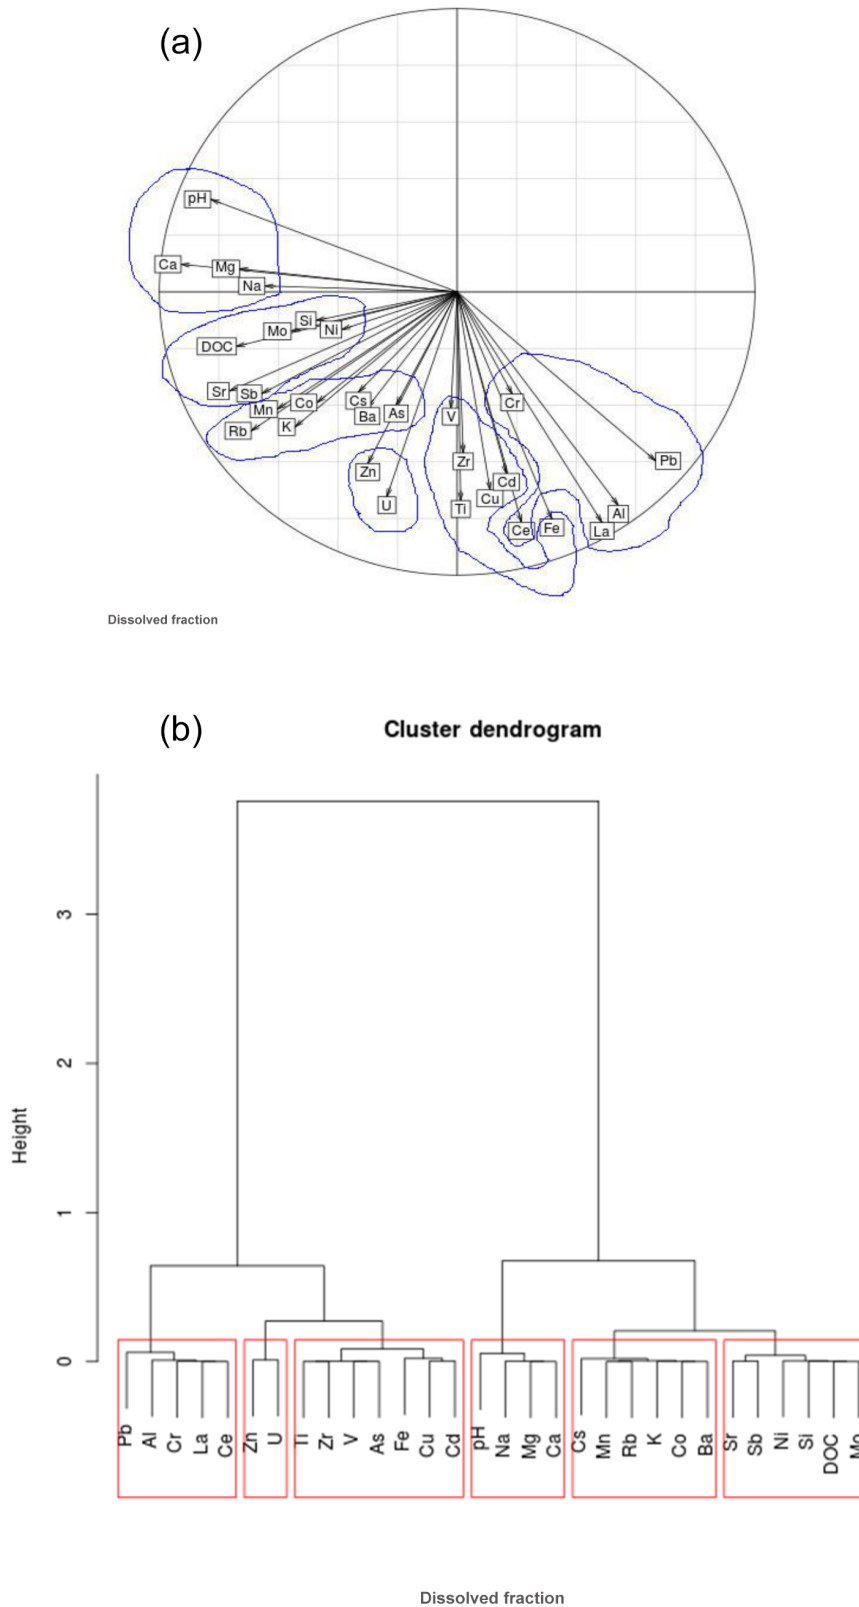 (a)
pH
Ca
Mg
Na
Si
Mo
Ni
DOC
Sr
Sb
Mn
Co
Cs
Ba
As
Rb
K
Zn
U
V
Cr
Zr
Cd
Cu
Ti
Pb
Al
Ce
Fe
La
Dissolved fraction
(b)
Cluster dendrogram
Height
3
2
1
0
Pb
Al
Cr
La
Ce
Zn
U
Ti
Zr
V
As
Fe
Cu
Cd
pH
Na
Mg
Ca
Cs
Mn
Rb
K
Co
Ba
Sr
Sb
Ni
Si
DOC
Mo
Dissolved fraction